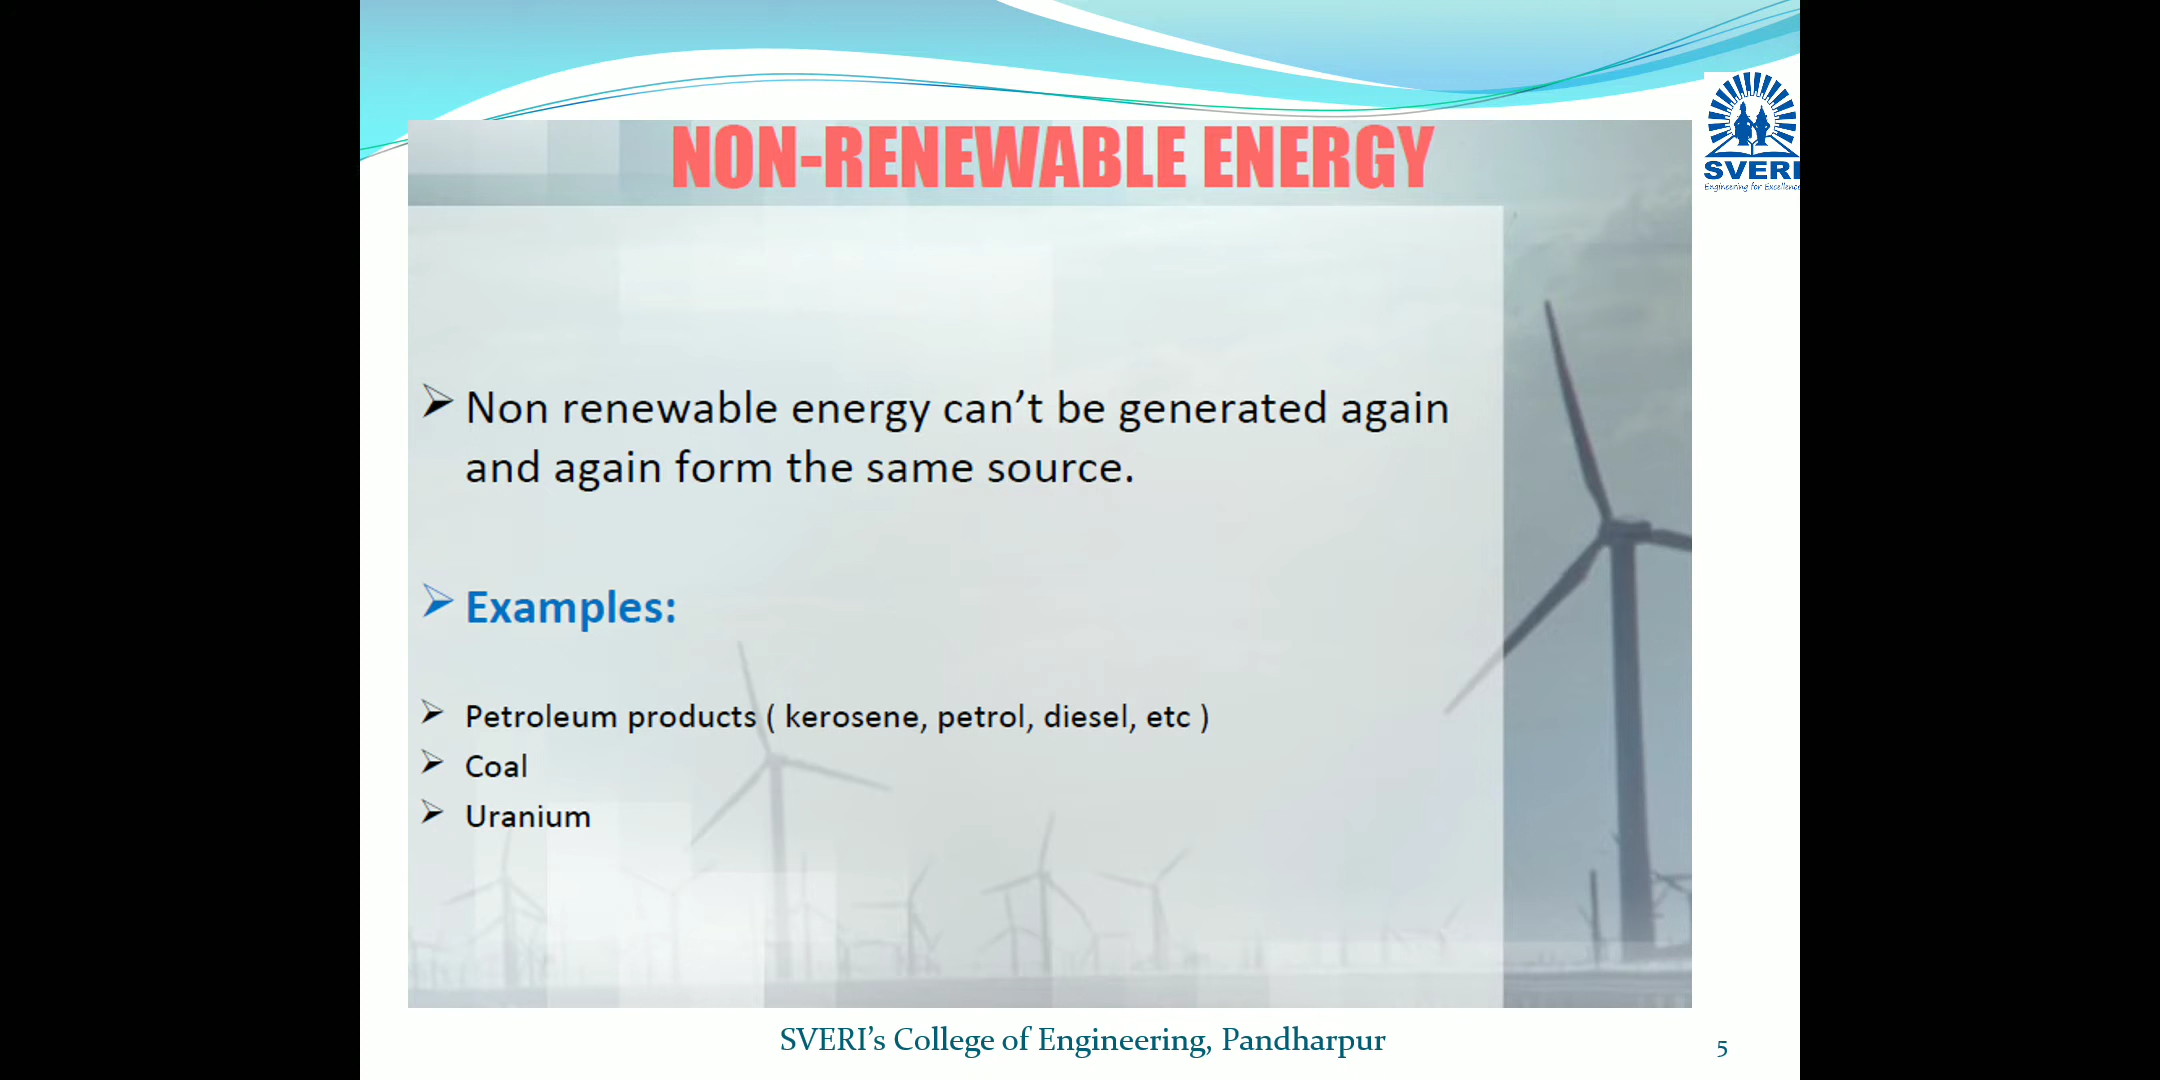 NON-RENEWABLE ENERGY
SVERI
Engineering for Excellence
➢ Non renewable energy can’t be generated again
and again form the same source.
➢ Examples:
➢ Petroleum products ( kerosene, petrol, diesel, etc )
➢ Coal
➢ Uranium
SVERI’s College of Engineering, Pandharpur
5